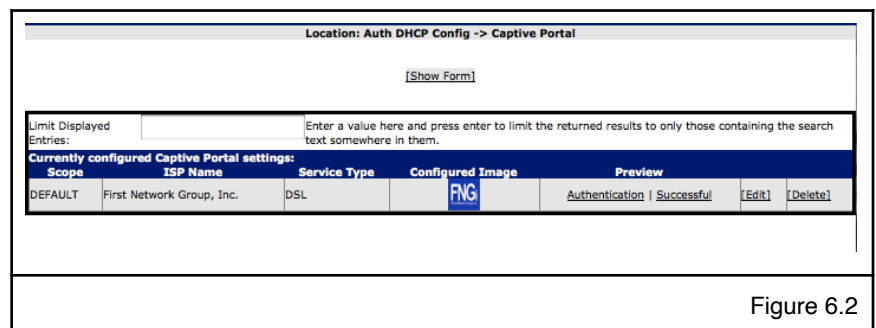 Location: Auth DHCP Config -> Captive Portal
[Show Form]
Limit Displayed Entries:
Enter a value here and press enter to limit the returned results to only those containing the search
text somewhere in them.
Currently configured Captive Portal settings:
Scope ISP Name Service Type Configured Image Preview
DEFAULT First Network Group, Inc. DSL FNG Authentication | Successful [Edit] [Delete]
Figure 6.2